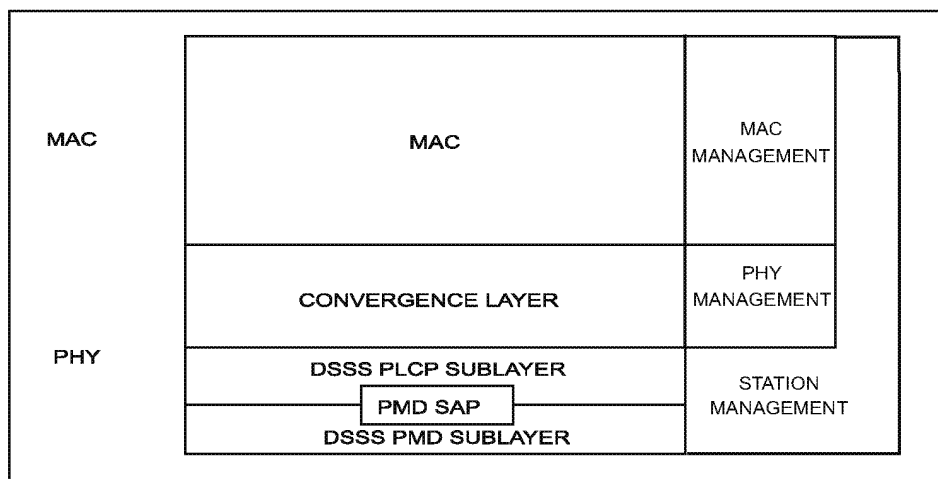 MAC
MAC
MAC
MANAGEMENT
CONVERGENCE LAYER
PHY
MANAGEMENT
PHY
DSSS PLCP SUBLAYER
PMD SAP
DSSS PMD SUBLAYER
STATION
MANAGEMENT